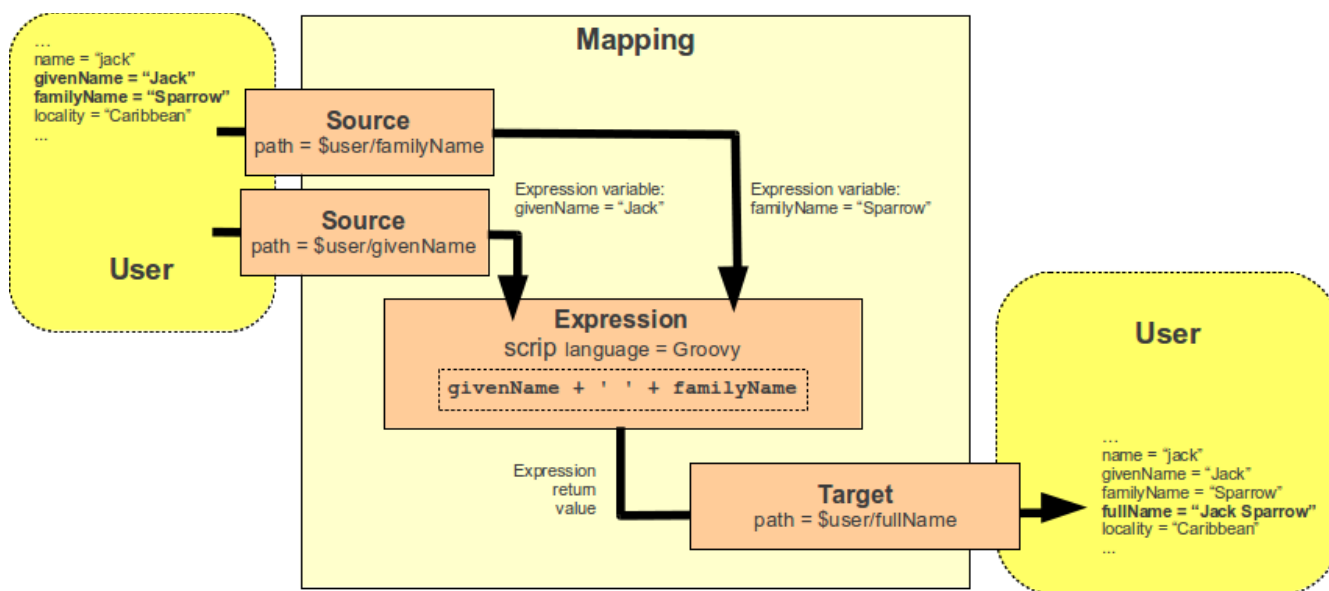 ...
name = “jack”
givenName = “Jack”
familyName = “Sparrow”
locality = “Caribbean”
...
User
Mapping
Source
path = $user/familyName
Source
path = $user/givenName
Expression variable:
givenName = “Jack”
Expression variable:
familyName = “Sparrow”
Expression
scrip language = Groovy
givenName + ' ' + familyName
Expression
return
value
Target
path = $user/fullName
User
...
name = “jack”
givenName = “Jack”
familyName = “Sparrow”
fullName = “Jack Sparrow”
locality = “Caribbean”
...